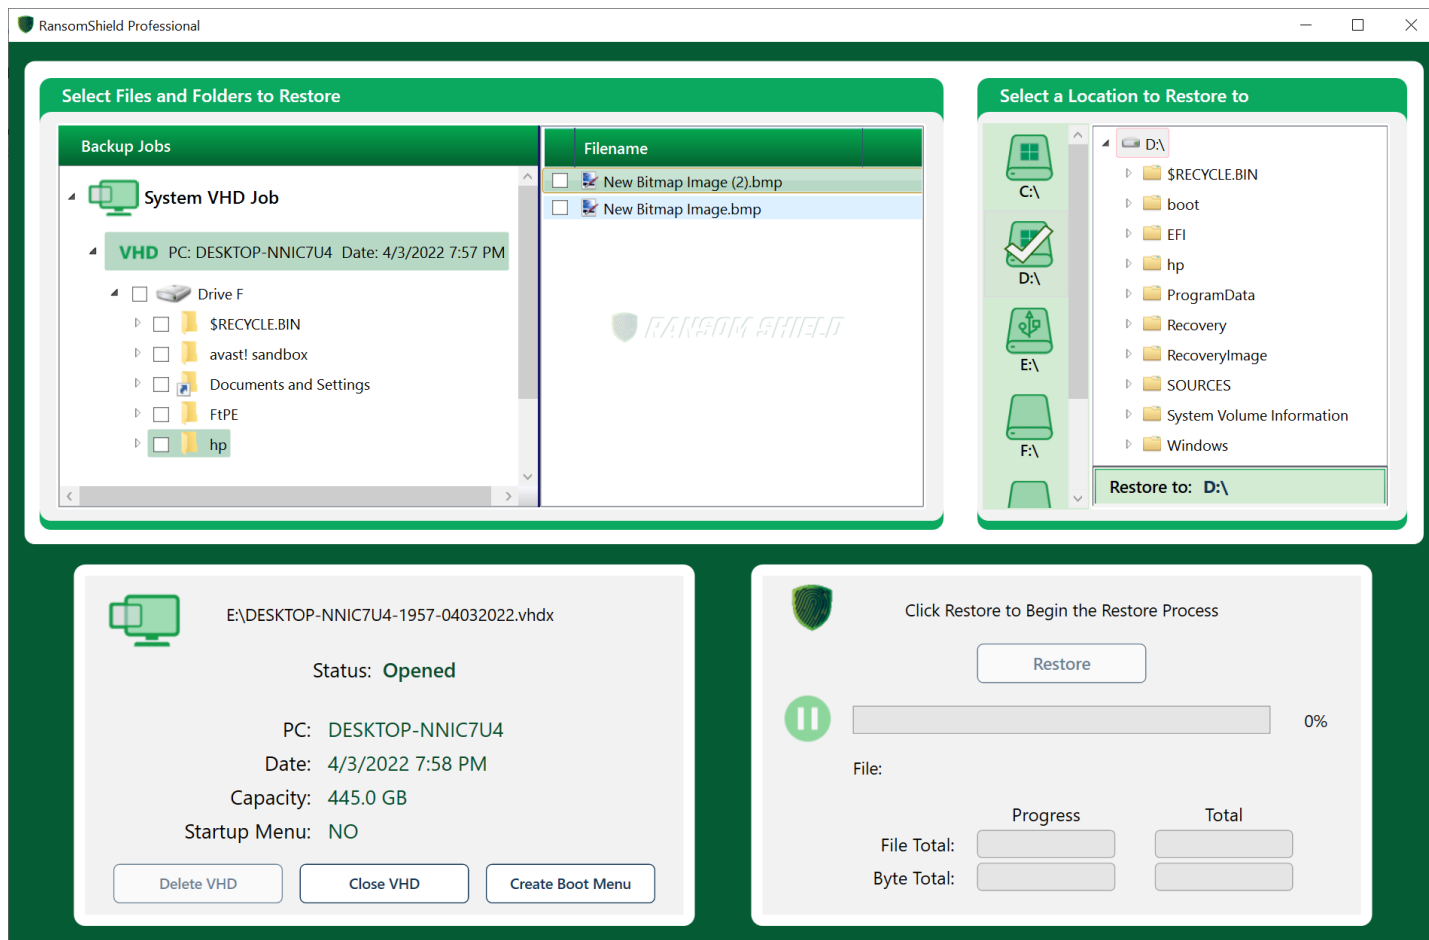 RansomShield Professional
Select Files and Folders to Restore
Backup Jobs
System VHD Job
VHD PC: DESKTOP-NNIC7U4 Date: 4/3/2022 7:57 PM
Drive F
$RECYCLE.BIN
avast! sandbox
Documents and Settings
FtPE
hp
Filename
New Bitmap Image (2).bmp
New Bitmap Image.bmp
RANSOM SHIELD
Select a Location to Restore to
C:\
D:\
E:\
F:\
D:\
$RECYCLE.BIN
boot
EFI
hp
ProgramData
Recovery
RecoveryImage
SOURCES
System Volume Information
Windows
Restore to: D:\
E:\DESKTOP-NNIC7U4-1957-04032022.vhdx
Status: Opened
PC: DESKTOP-NNIC7U4
Date: 4/3/2022 7:58 PM
Capacity: 445.0 GB
Startup Menu: NO
Delete VHD
Close VHD
Create Boot Menu
Click Restore to Begin the Restore Process
Restore
0%
File:
Progress Total
File Total:
Byte Total: